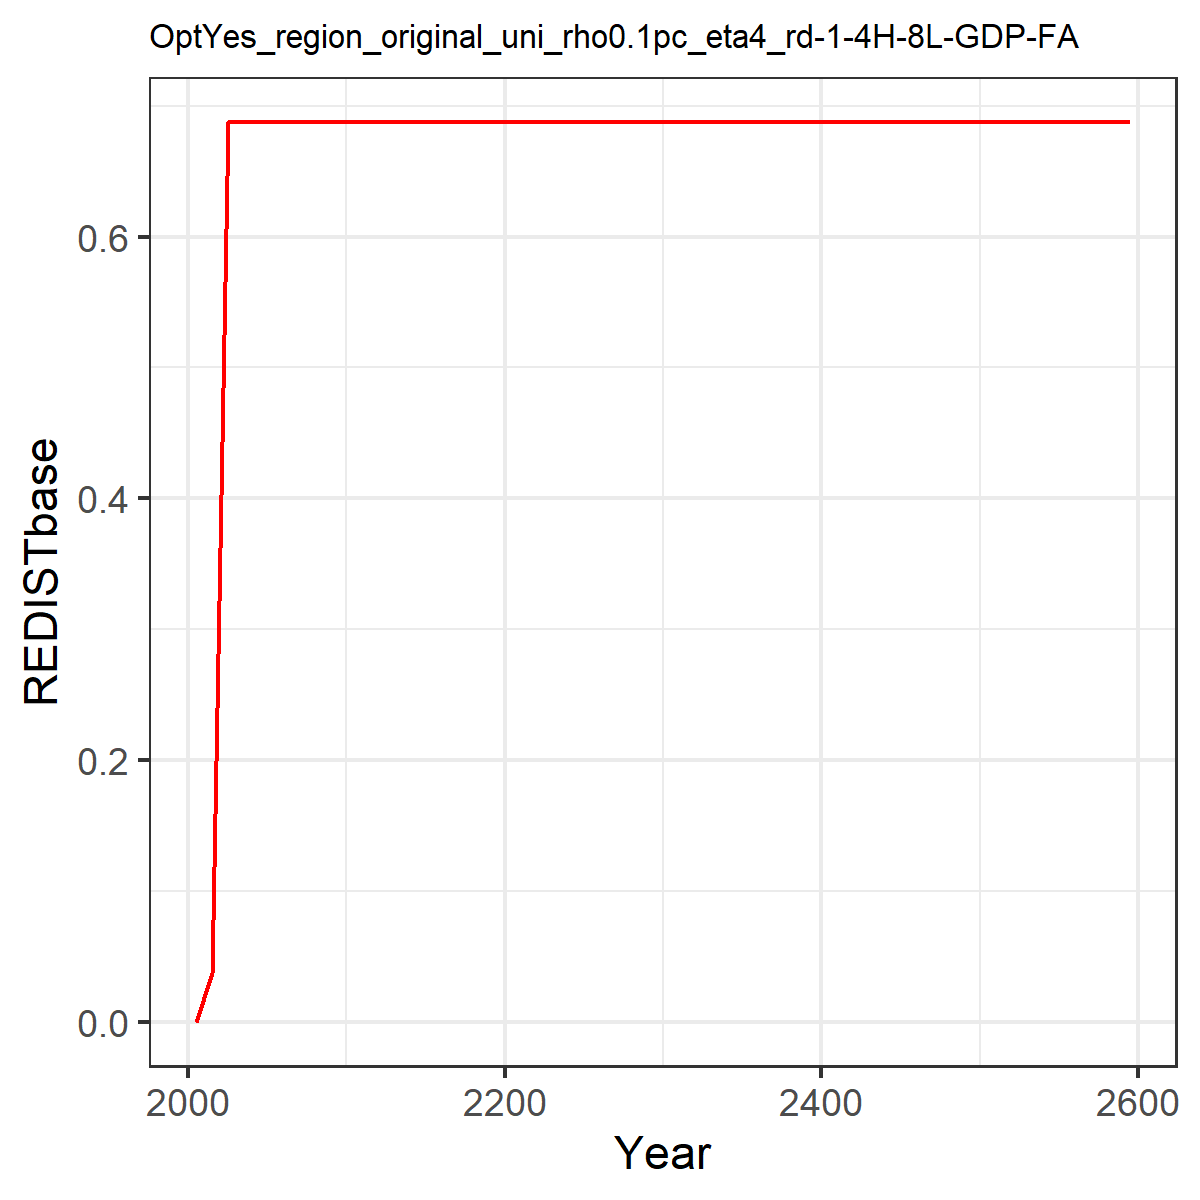 OptYes_region_original_uni_rho0.1pc_eta4_rd-1-4H-8L-GDP-FA
REDISTbase
0.6
0.4
0.2
0.0
2000 2200 2400 2600
Year